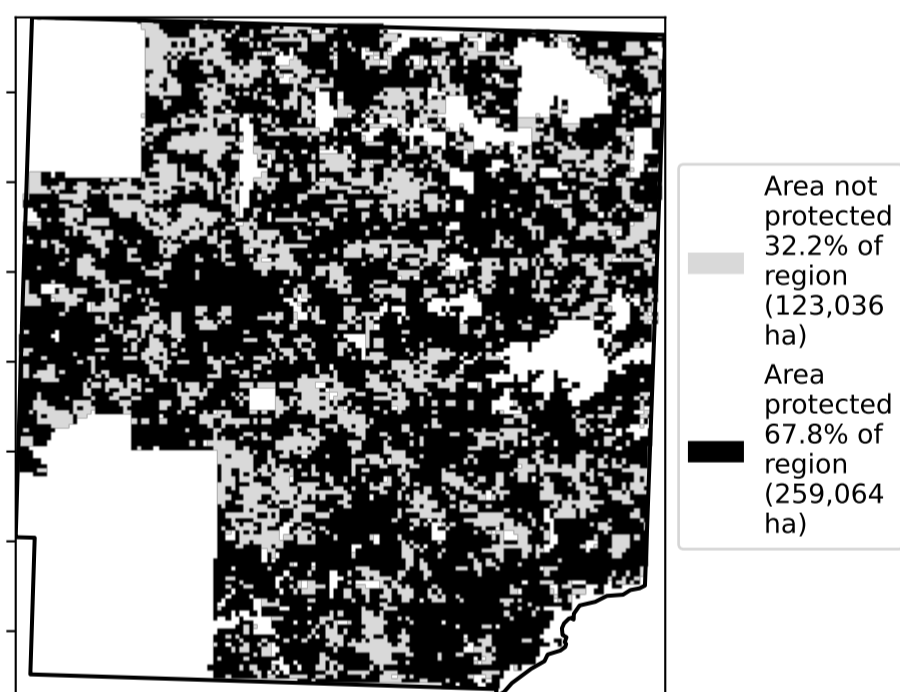 Area not
protected
32.2% of
region
(123,036
ha)
Area
protected
67.8% of
region
(259,064
ha)